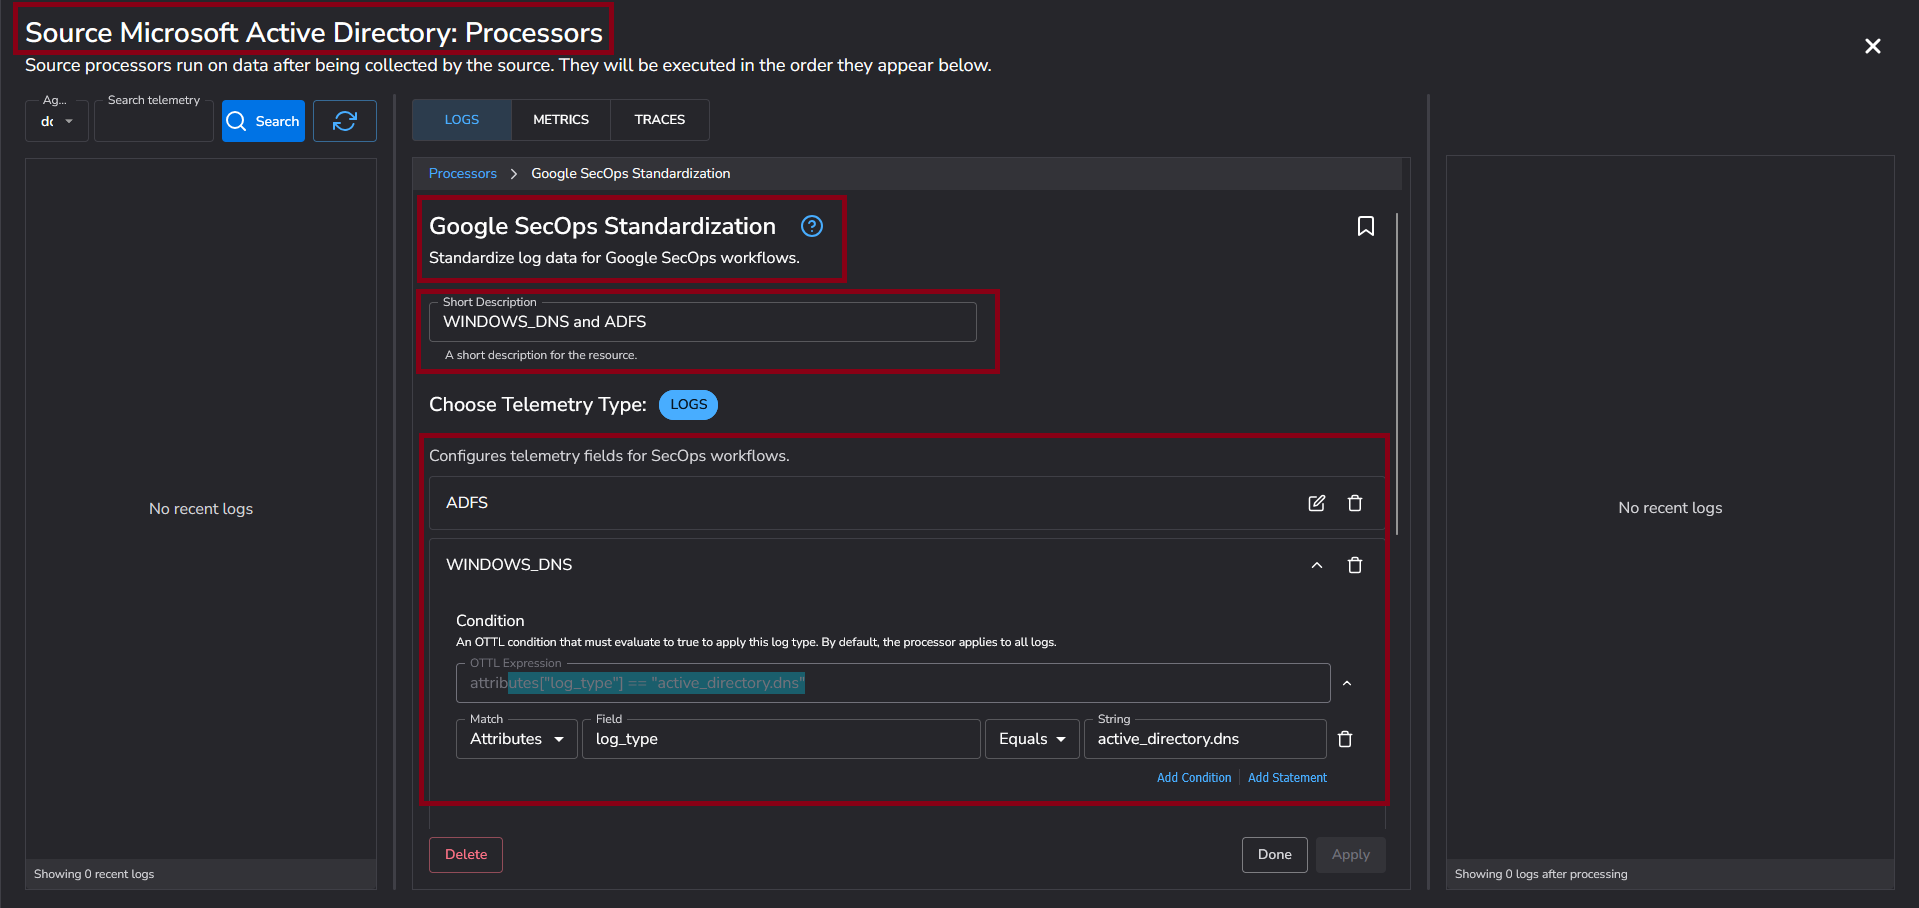 Source Microsoft Active Directory: Processors
Source processors run on data after being collected by the source. They will be executed in the order they appear below.
Ag...
dc
Search telemetry
Search
LOGS
METRICS
TRACES
Processors > Google SecOps Standardization
Google SecOps Standardization
Standardize log data for Google SecOps workflows.
Short Description
WINDOWS_DNS and ADFS
A short description for the resource.
Choose Telemetry Type: LOGS
Configures telemetry fields for SecOps workflows.
ADFS
WINDOWS_DNS
Condition
An OTTL condition that must evaluate to true to apply this log type. By default, the processor applies to all logs.
OTTL Expression
attributes["log_type"] == "active_directory.dns"
Match
Attributes
Field
log_type
Equals
String
active_directory.dns
Add Condition
Add Statement
Delete
Done
Apply
No recent logs
Showing 0 recent logs
No recent logs
Showing 0 logs after processing